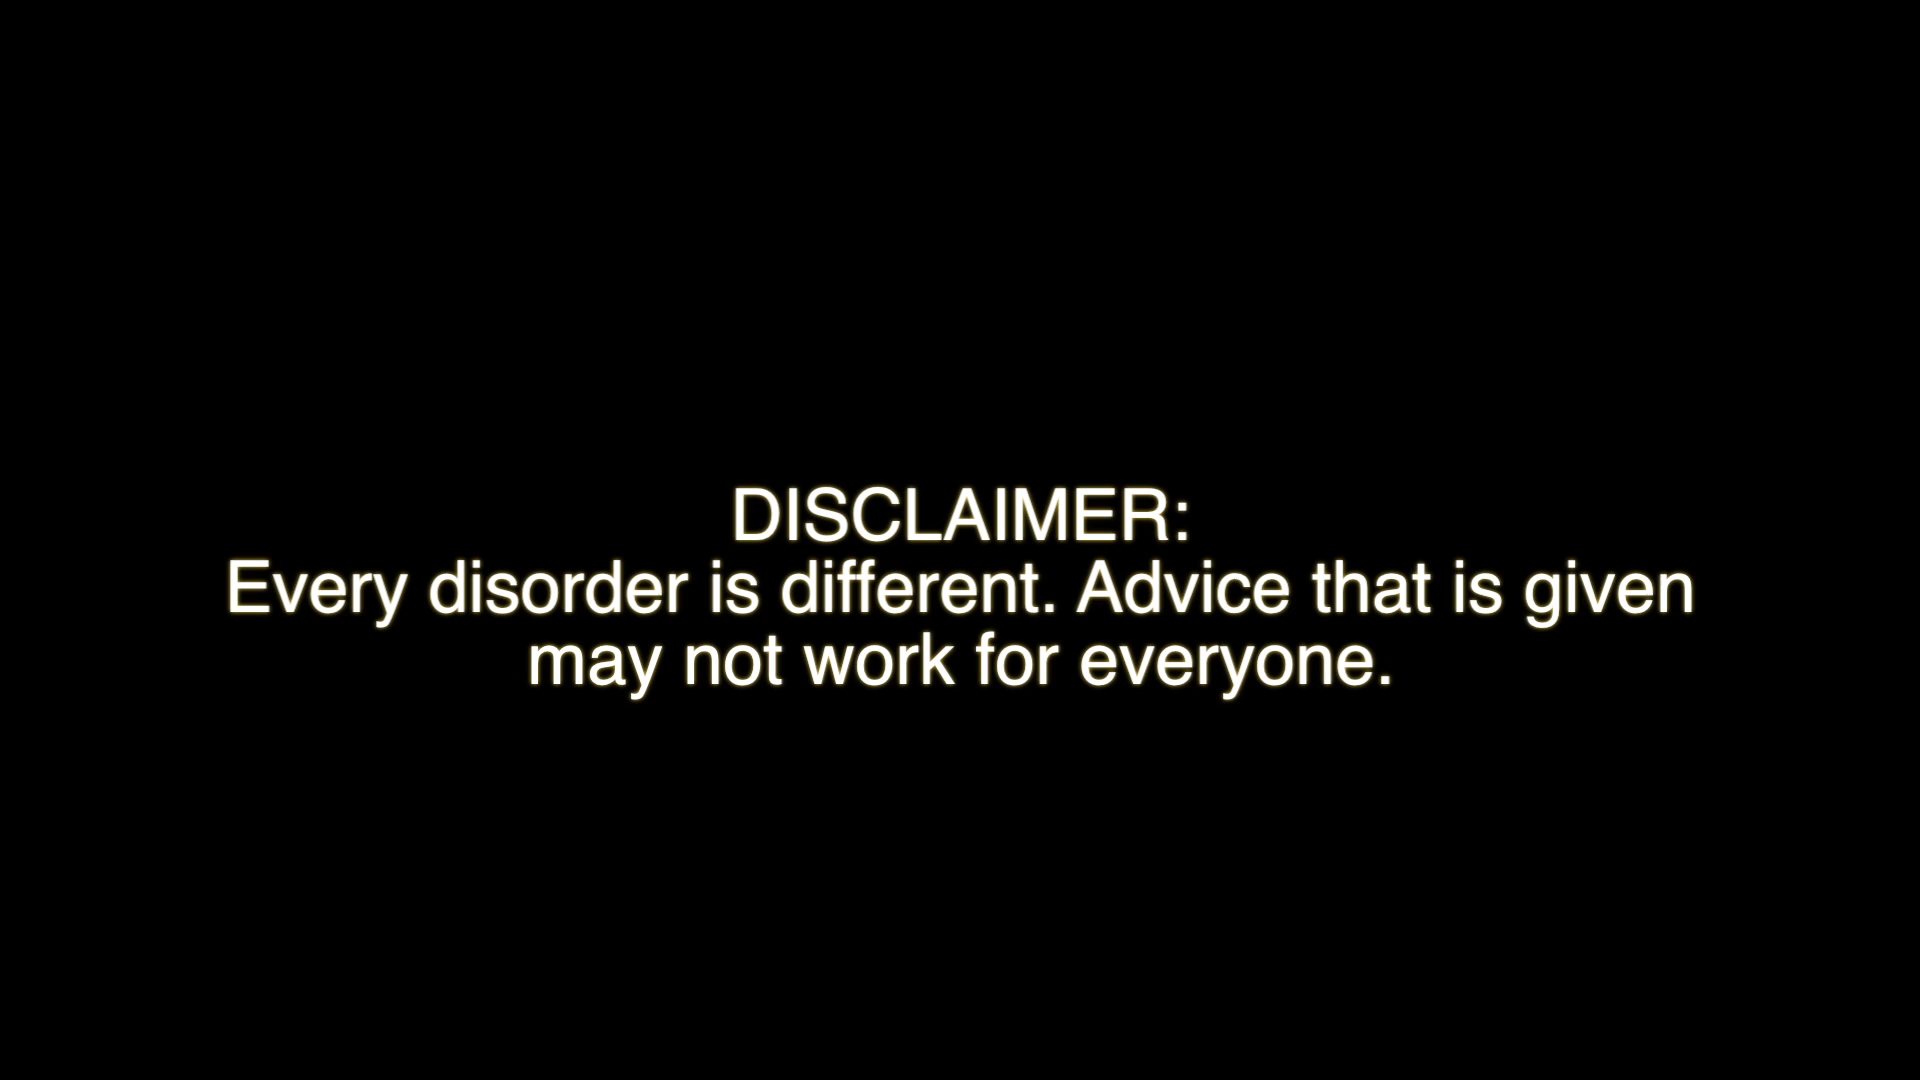 DISCLAIMER:
Every disorder is different. Advice that is given
may not work for everyone.